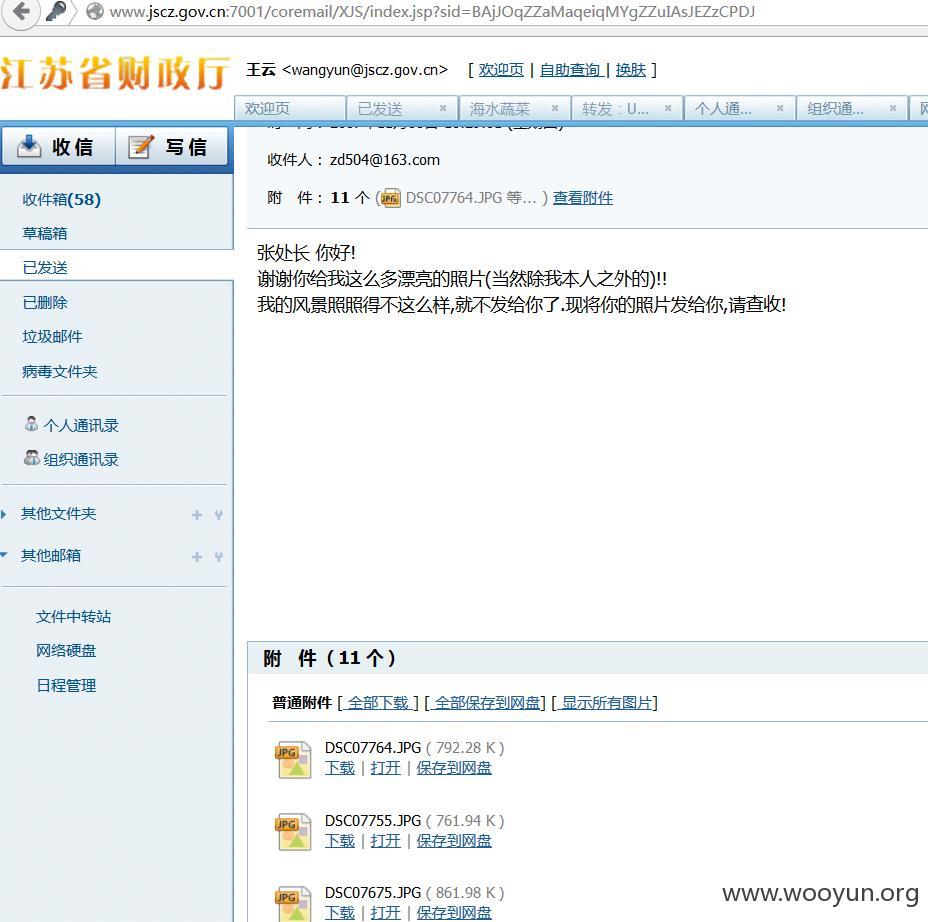 www.jscz.gov.cn:7001/coremail/XJS/index.jsp?sid=BAjJOqZZaMaqeiqMYgZZuIAsJEZzCPDJ
江苏省财政厅
王云 <wangyun@jscz.gov.cn> [ 欢迎页 | 自助查询 | 换肤 ]
欢迎页 已发送 × 海水蔬菜 × 转发：U... × 个人通... × 组织通... ×
收信 写信
收件人： zd504@163.com
附 件： 11 个 ( JPG DSC07764.JPG 等... ) 查看附件
收件箱(58)
草稿箱
已发送
已删除
垃圾邮件
病毒文件夹
个人通讯录
组织通讯录
其他文件夹
其他邮箱
文件中转站
网络硬盘
日程管理
张处长 你好!
谢谢你给我这么多漂亮的照片(当然除我本人之外的)!!
我的风景照照得不这么样,就不发给你了.现将你的照片发给你,请查收!
附 件 ( 11 个 )
普通附件 [ 全部下载 ] [ 全部保存到网盘] [ 显示所有图片]
JPG
DSC07764.JPG ( 792.28 K )
下载 | 打开 | 保存到网盘
JPG
DSC07755.JPG ( 761.94 K )
下载 | 打开 | 保存到网盘
JPG
DSC07675.JPG ( 861.98 K )
下载 | 打开 | 保存到网盘
www.wooyun.org